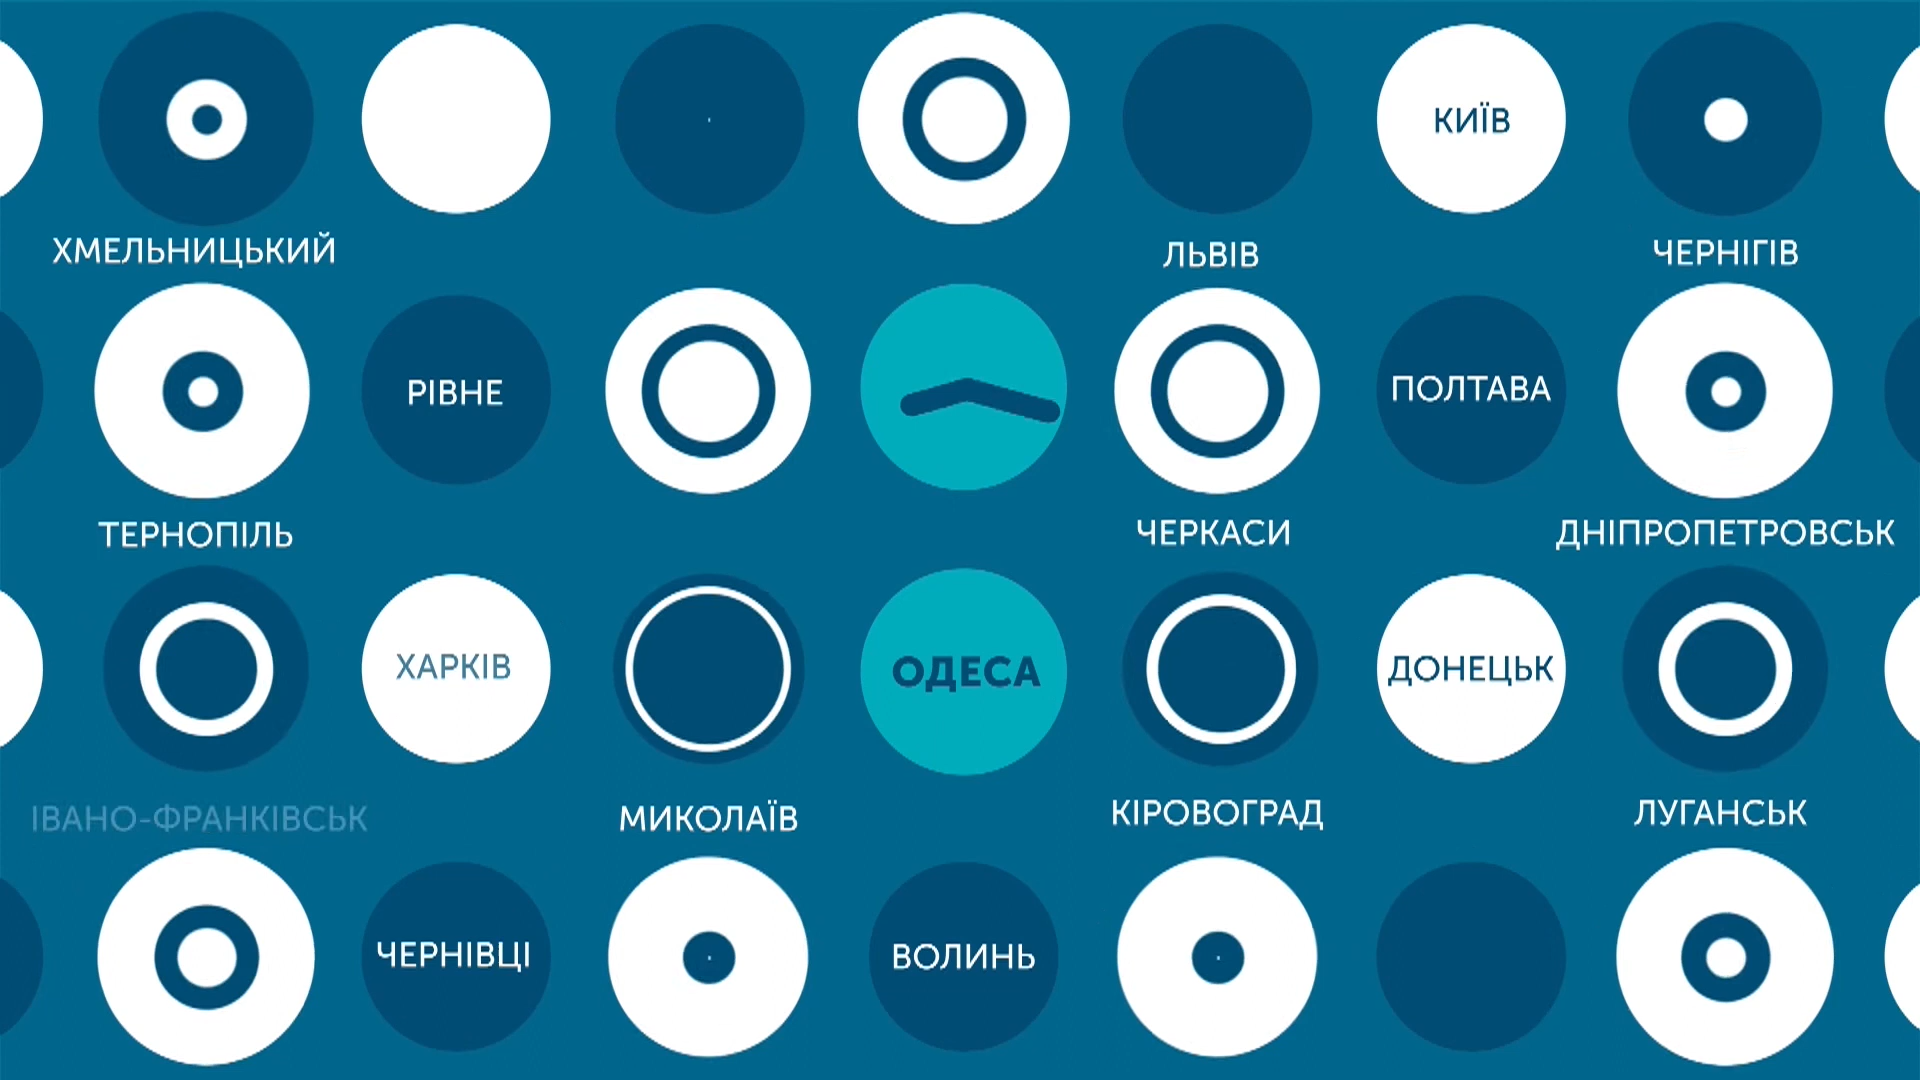 КИЇВ
ХМЕЛЬНИЦЬКИЙ
ЛЬВІВ
ЧЕРНІГІВ
РІВНЕ
ПОЛТАВА
ТЕРНОПІЛЬ
ЧЕРКАСИ
ДНІПРОПЕТРОВСЬК
ХАРКІВ
ОДЕСА
ДОНЕЦЬК
ІВАНО-ФРАНКІВСЬК
МИКОЛАЇВ
КІРОВОГРАД
ЛУГАНСЬК
ЧЕРНІВЦІ
ВОЛИНЬ